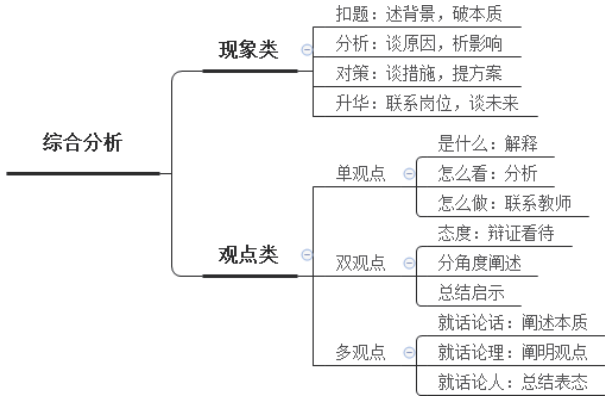 综合分析
现象类
扣题：述背景，破本质
分析：谈原因，析影响
对策：谈措施，提方案
升华：联系岗位，谈未来
观点类
单观点
是什么：解释
怎么看：分析
怎么做：联系教师
双观点
态度：辩证看待
分角度阐述
总结启示
多观点
就话论话：阐述本质
就话论理：阐明观点
就话论人：总结表态